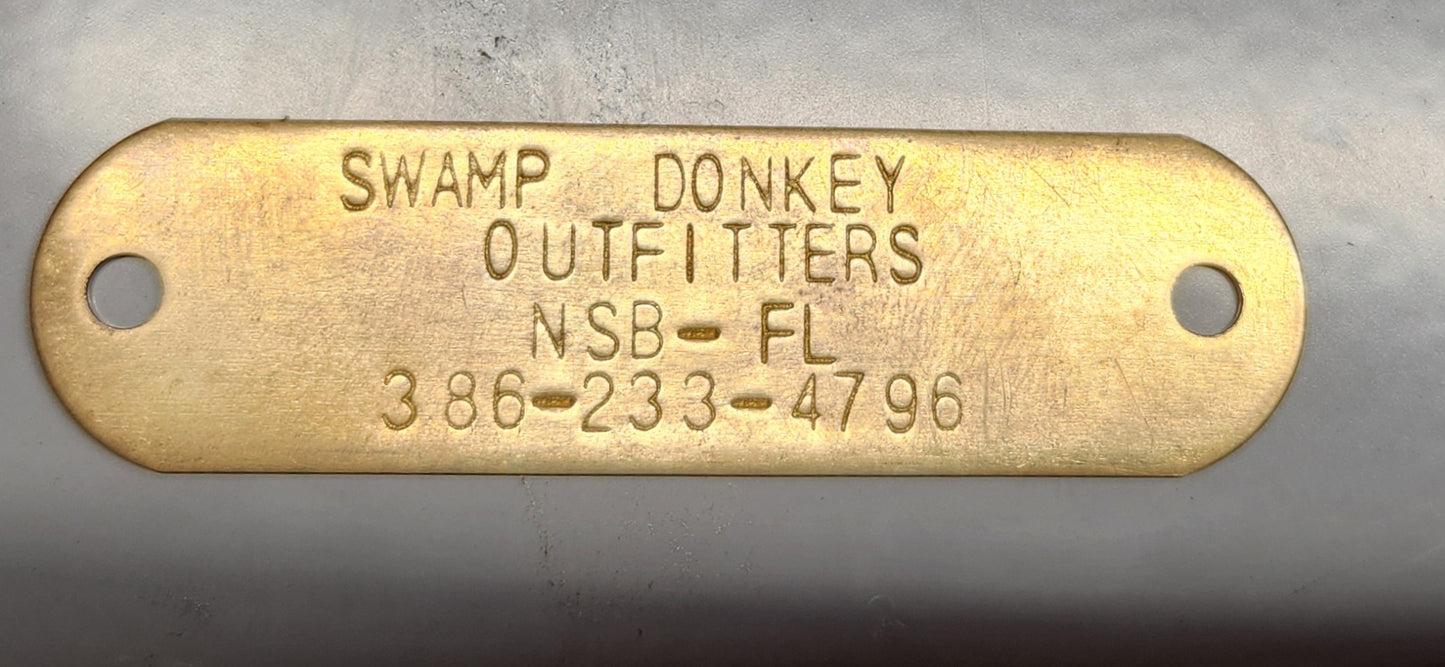 SWAMP DONKEY
OUTFITTERS
NSB-FL
386-233-4796